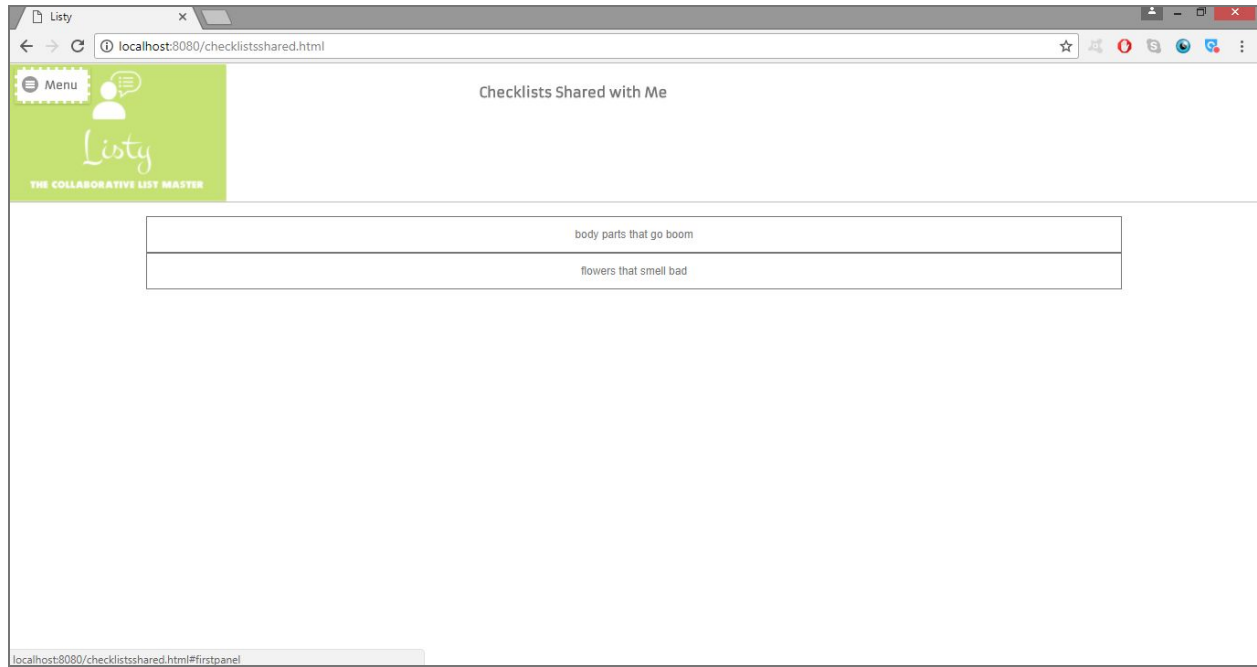 Listy
localhost:8080/checklistsshared.html
Menu
Checklists Shared with Me
Listy
THE COLLABORATIVE LIST MASTER
body parts that go boom
flowers that smell bad
localhost:8080/checklistsshared.html#firstpanel